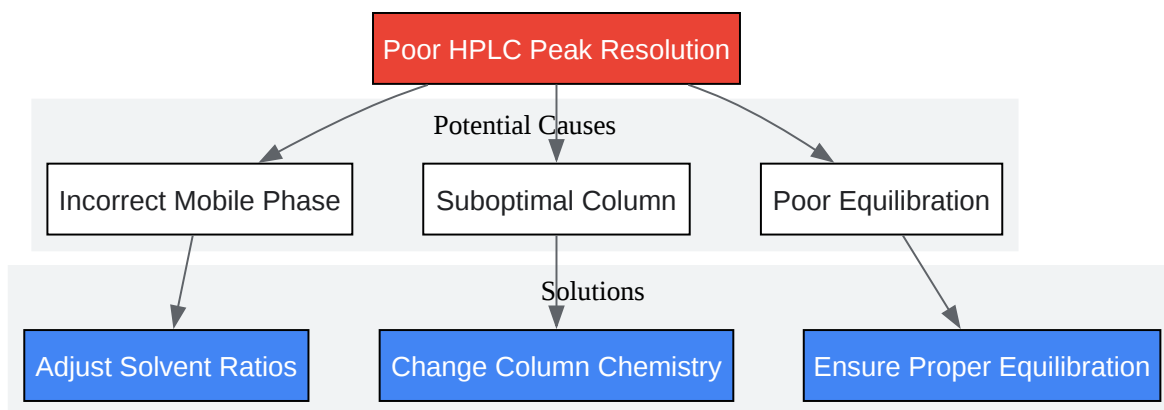 Poor HPLC Peak Resolution
Potential Causes
Incorrect Mobile Phase
Suboptimal Column
Poor Equilibration
Solutions
Adjust Solvent Ratios
Change Column Chemistry
Ensure Proper Equilibration